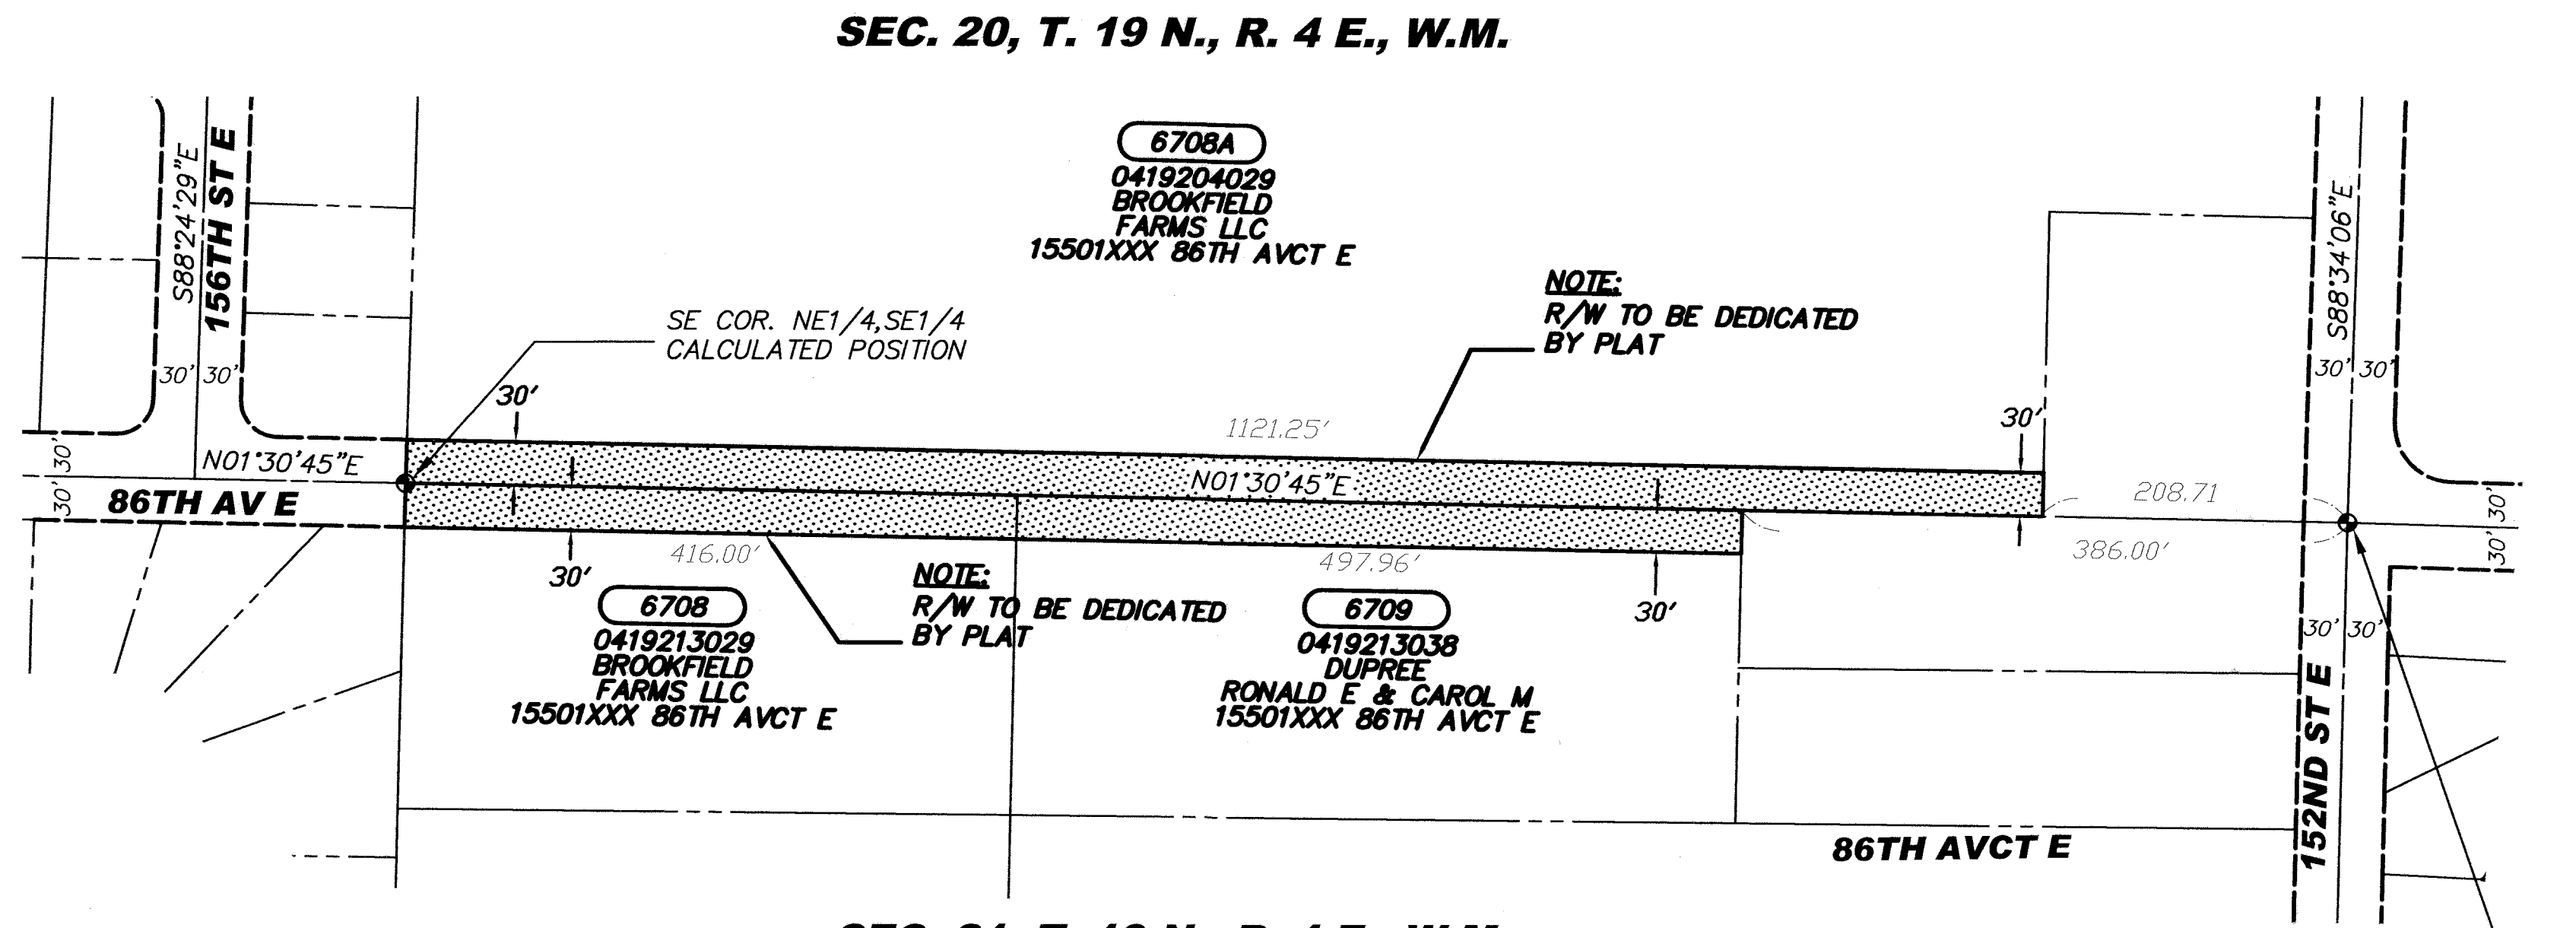 SEC. 20, T. 19 N., R. 4 E., W.M.
6708A
0419204029
BROOKFIELD
FARMS LLC
15501XXX 86TH AVCT E
S88°24'29"E
156TH ST E
S88°34'06"E
NOTE:
R/W TO BE DEDICATED
BY PLAT
SE COR. NE1/4,SE1/4
CALCULATED POSITION
30' 30'
30' 30'
30'
30'
1121.25'
30'
30'
N01°30'45"E
N01°30'45"E
208.71
30'
30'
86TH AV E
386.00'
416.00'
497.96'
30'
30'
NOTE:
R/W TO BE DEDICATED
BY PLAT
6708
0419213029
BROOKFIELD
FARMS LLC
15501XXX 86TH AVCT E
6709
0419213038
DUPREE
RONALD E & CAROL M
15501XXX 86TH AVCT E
30' 30'
152ND ST E
86TH AVCT E